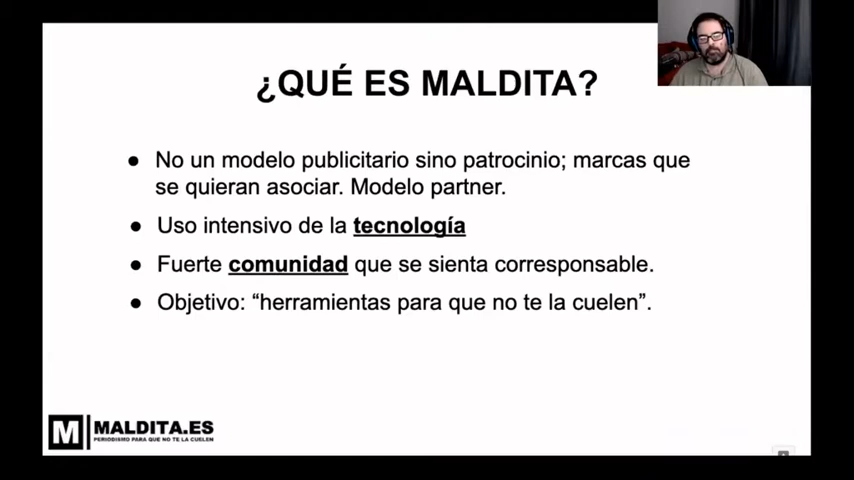 ¿QUÉ ES MALDITA?
● No un modelo publicitario sino patrocinio; marcas que
se quieran asociar. Modelo partner.
● Uso intensivo de la tecnología
● Fuerte comunidad que se sienta corresponsable.
● Objetivo: “herramientas para que no te la cuelen”.
M MALDITA.ES
PERIODISMO PARA QUE NO TE LA CUELEN